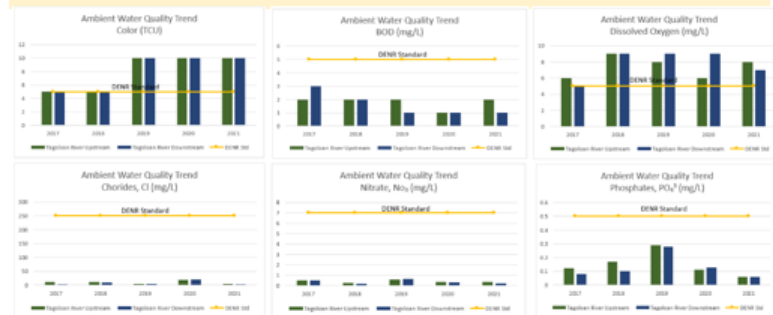 Ambient Water Quality Trend
Color (TCU)
12
10
8
6
4
2
0
DENR Standard
2017 2018 2019 2020 2021
Tagoloan River Upstream Tagoloan River Downstream DENR Std
Ambient Water Quality Trend
BOD (mg/L)
6
5
4
3
2
1
0
DENR Standard
2017 2018 2019 2020 2021
Tagoloan River Upstream Tagoloan River Downstream DENR Std
Ambient Water Quality Trend
Dissolved Oxygen (mg/L)
10
8
6
4
2
0
DENR Standard
2017 2018 2019 2020 2021
Tagoloan River Upstream Tagoloan River Downstream DENR Std
Ambient Water Quality Trend
Chorides, Cl (mg/L)
300
250
200
150
100
50
0
DENR Standard
2017 2018 2019 2020 2021
Tagoloan River Upstream Tagoloan River Downstream DENR Std
Ambient Water Quality Trend
Nitrate, No₃ (mg/L)
8
7
6
5
4
3
2
1
0
DENR Standard
2017 2018 2019 2020 2021
Tagoloan River Upstream Tagoloan River Downstream DENR Std
Ambient Water Quality Trend
Phosphates, PO₄³ (mg/L)
0.6
0.5
0.4
0.3
0.2
0.1
0
DENR Standard
2017 2018 2019 2020 2021
Tagoloan River Upstream Tagoloan River Downstream DENR Std